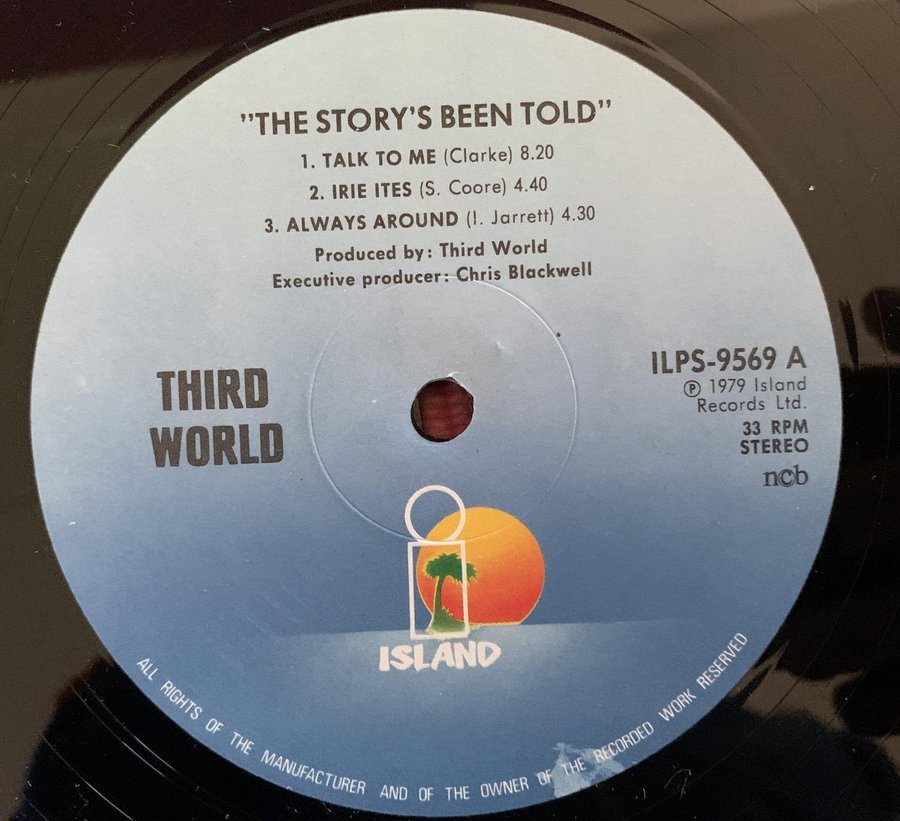 "THE STORY'S BEEN TOLD"
1. TALK TO ME (Clarke) 8.20
2. IRIE ITES (S. Coore) 4.40
3. ALWAYS AROUND (I. Jarrett) 4.30
Produced by: Third World
Executive producer: Chris Blackwell
THIRD
WORLD
ILPS-9569 A
℗ 1979 Island
Records Ltd.
33 RPM
STEREO
ncb
ISLAND
ALL RIGHTS OF THE MANUFACTURER AND OF THE OWNER OF THE RECORDED WORK RESERVED